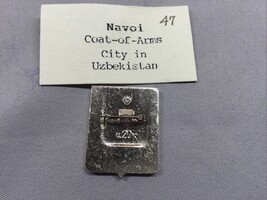 47
Navoi
Coat-of-Arms
City in
Uzbekistan